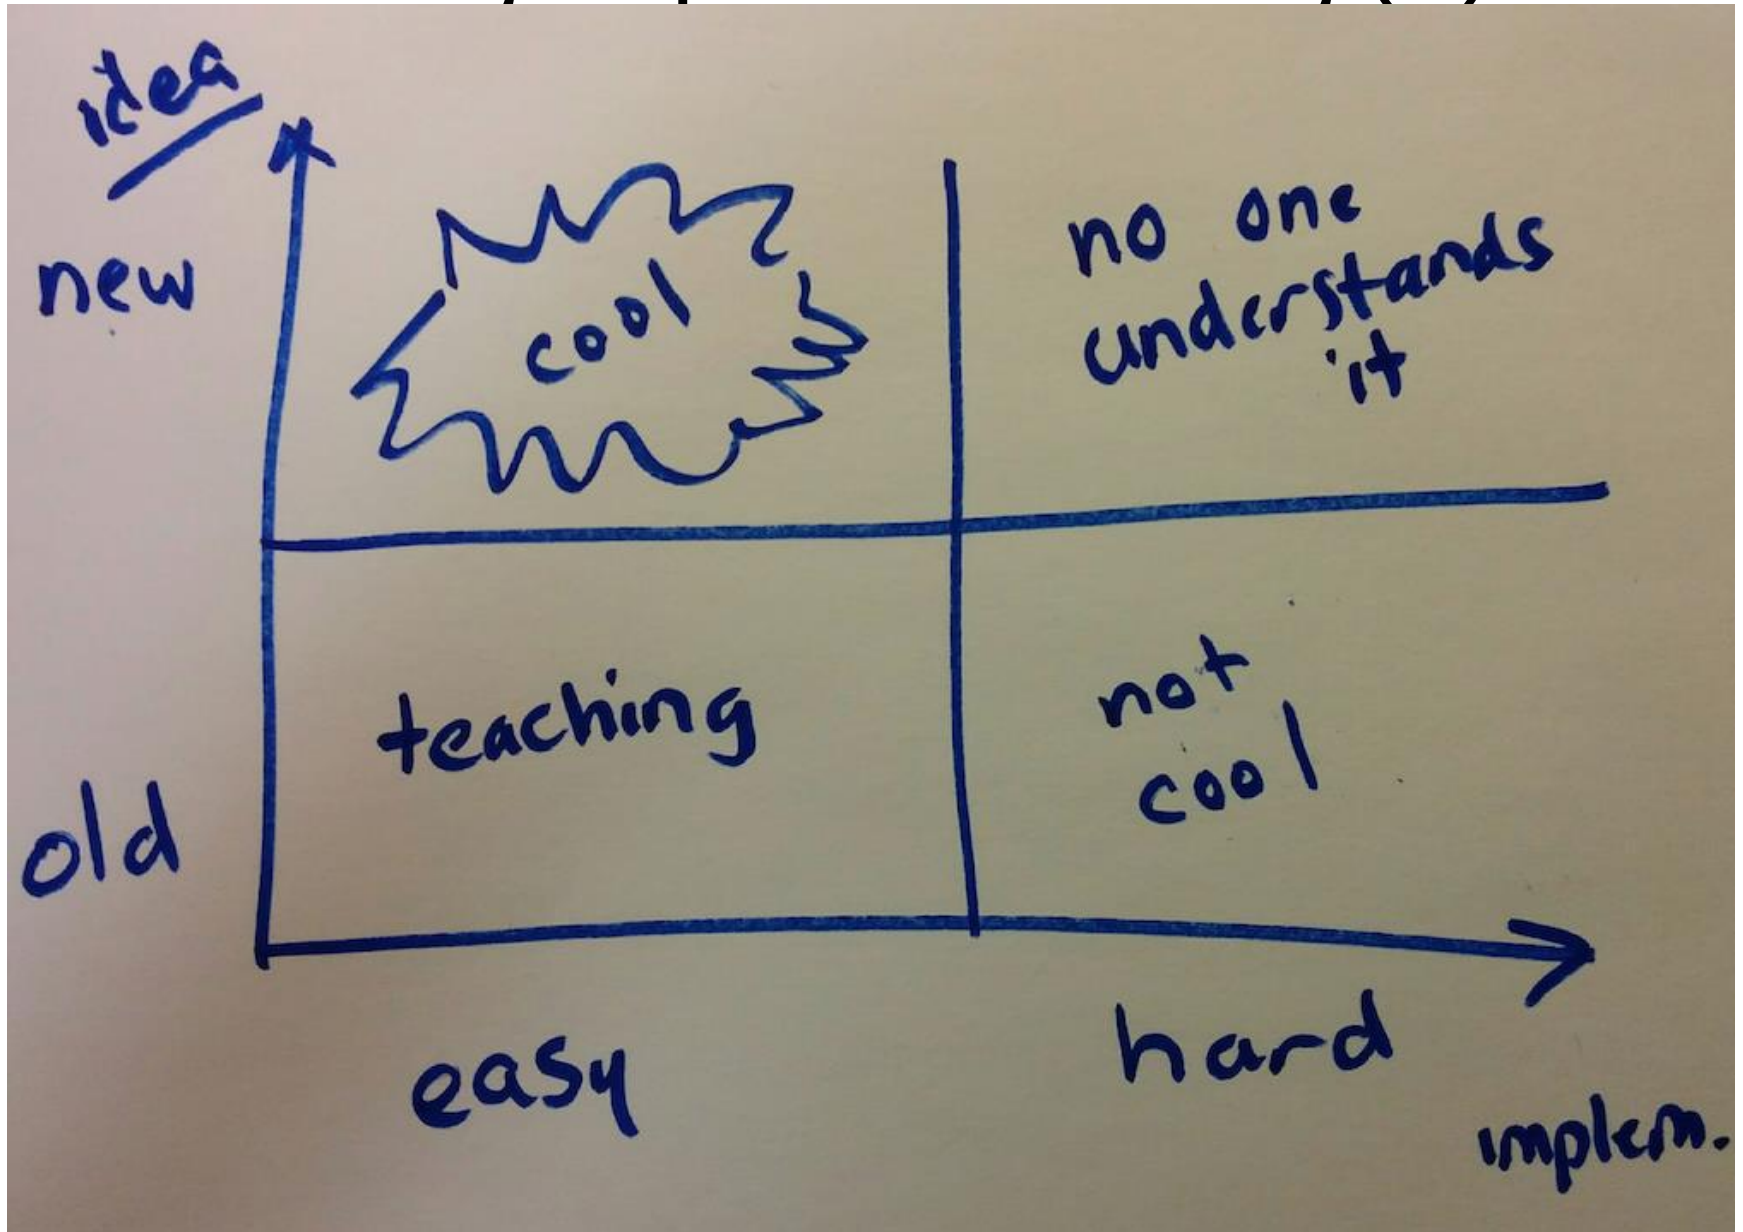 idea
new
cool
no one
understands
it
old
teaching
not
cool
easy
hard
implem.